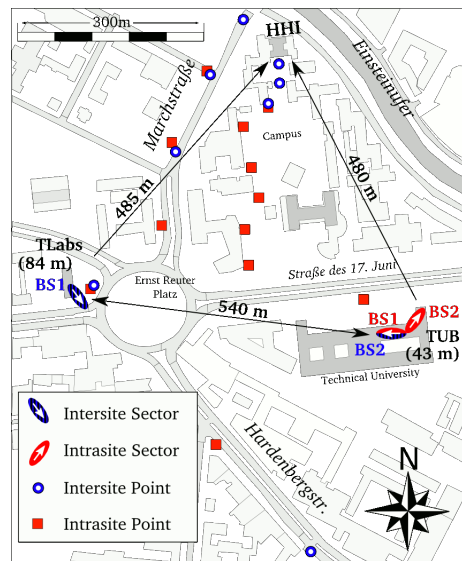 300m
HHI
Einsteinufer
Marchstraße
Campus
485 m
480 m
TLabs
(84 m)
BS1
Straße des 17. Juni
Ernst Reuter
Platz
540 m
BS1
BS2
BS2
TUB
(43 m)
Technical University
Intersite Sector
Intrasite Sector
Intersite Point
Intrasite Point
Hardenbergstr.
N